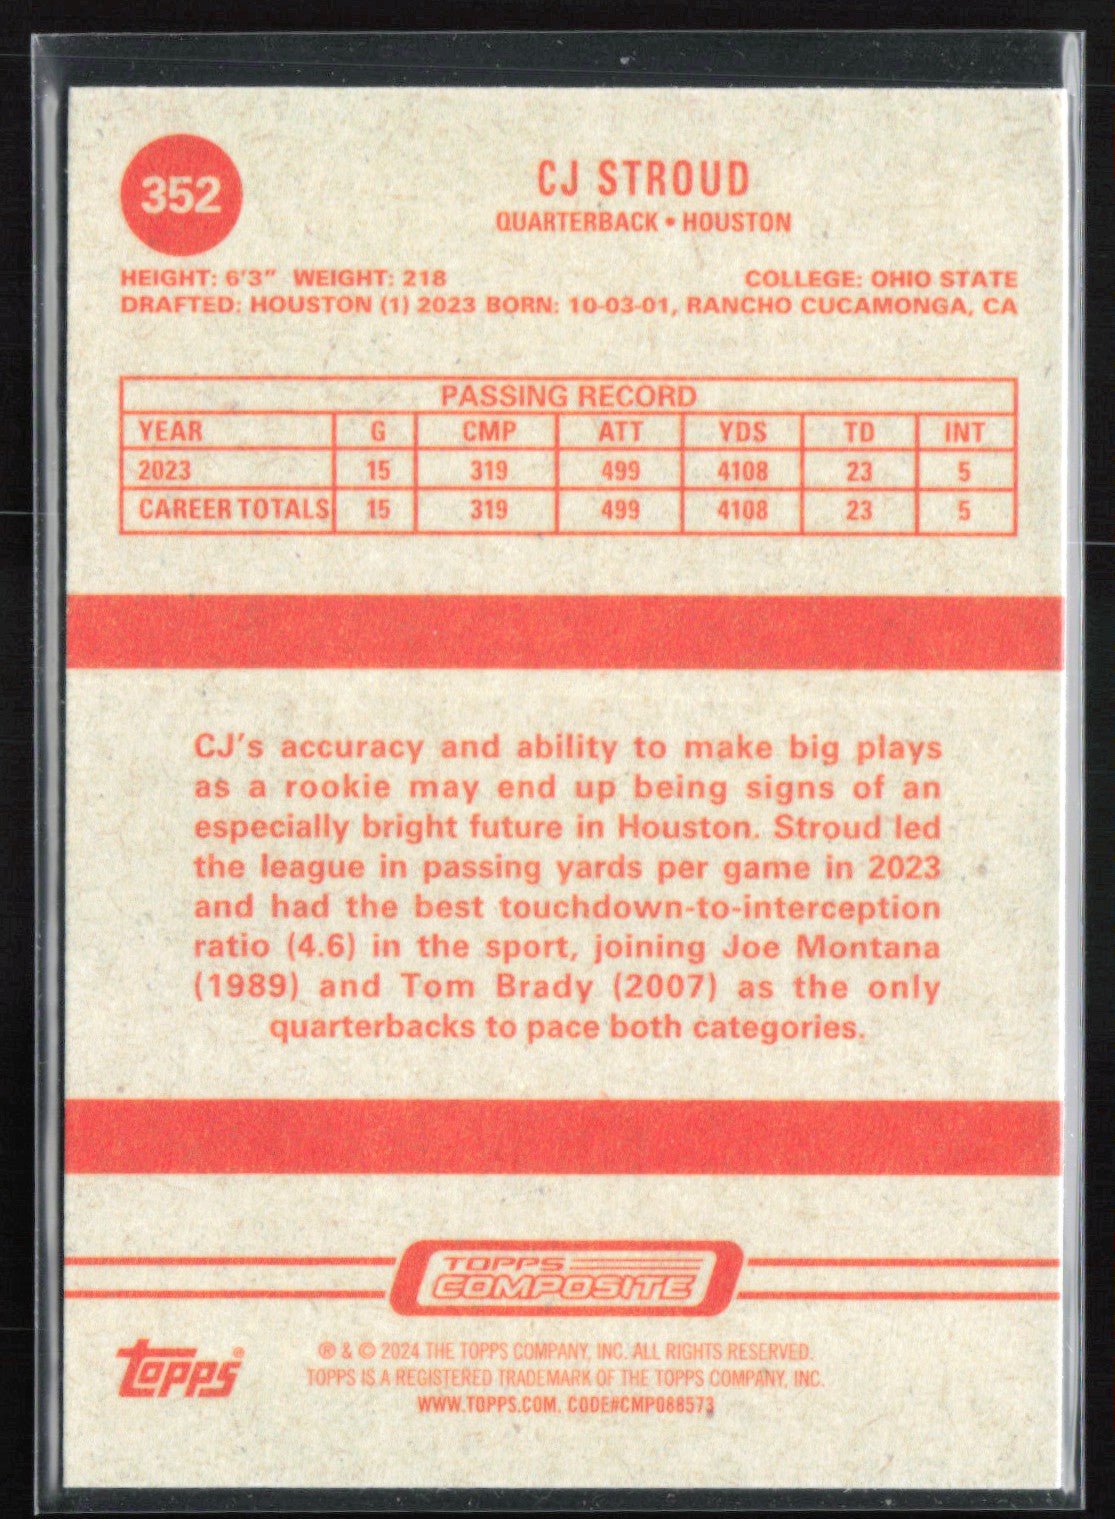 352
CJ STROUD
QUARTERBACK • HOUSTON
HEIGHT: 6'3" WEIGHT: 218 COLLEGE: OHIO STATE
DRAFTED: HOUSTON (1) 2023 BORN: 10-03-01, RANCHO CUCAMONGA, CA
PASSING RECORD
YEAR G CMP ATT YDS TD INT
2023 15 319 499 4108 23 5
CAREER TOTALS 15 319 499 4108 23 5
CJ's accuracy and ability to make big plays
as a rookie may end up being signs of an
especially bright future in Houston. Stroud led
the league in passing yards per game in 2023
and had the best touchdown-to-interception
ratio (4.6) in the sport, joining Joe Montana
(1989) and Tom Brady (2007) as the only
quarterbacks to pace both categories.
TOPPS
COMPOSITE
topps®
® & © 2024 THE TOPPS COMPANY, INC. ALL RIGHTS RESERVED.
TOPPS IS A REGISTERED TRADEMARK OF THE TOPPS COMPANY, INC.
WWW.TOPPS.COM. CODE#CMP088573